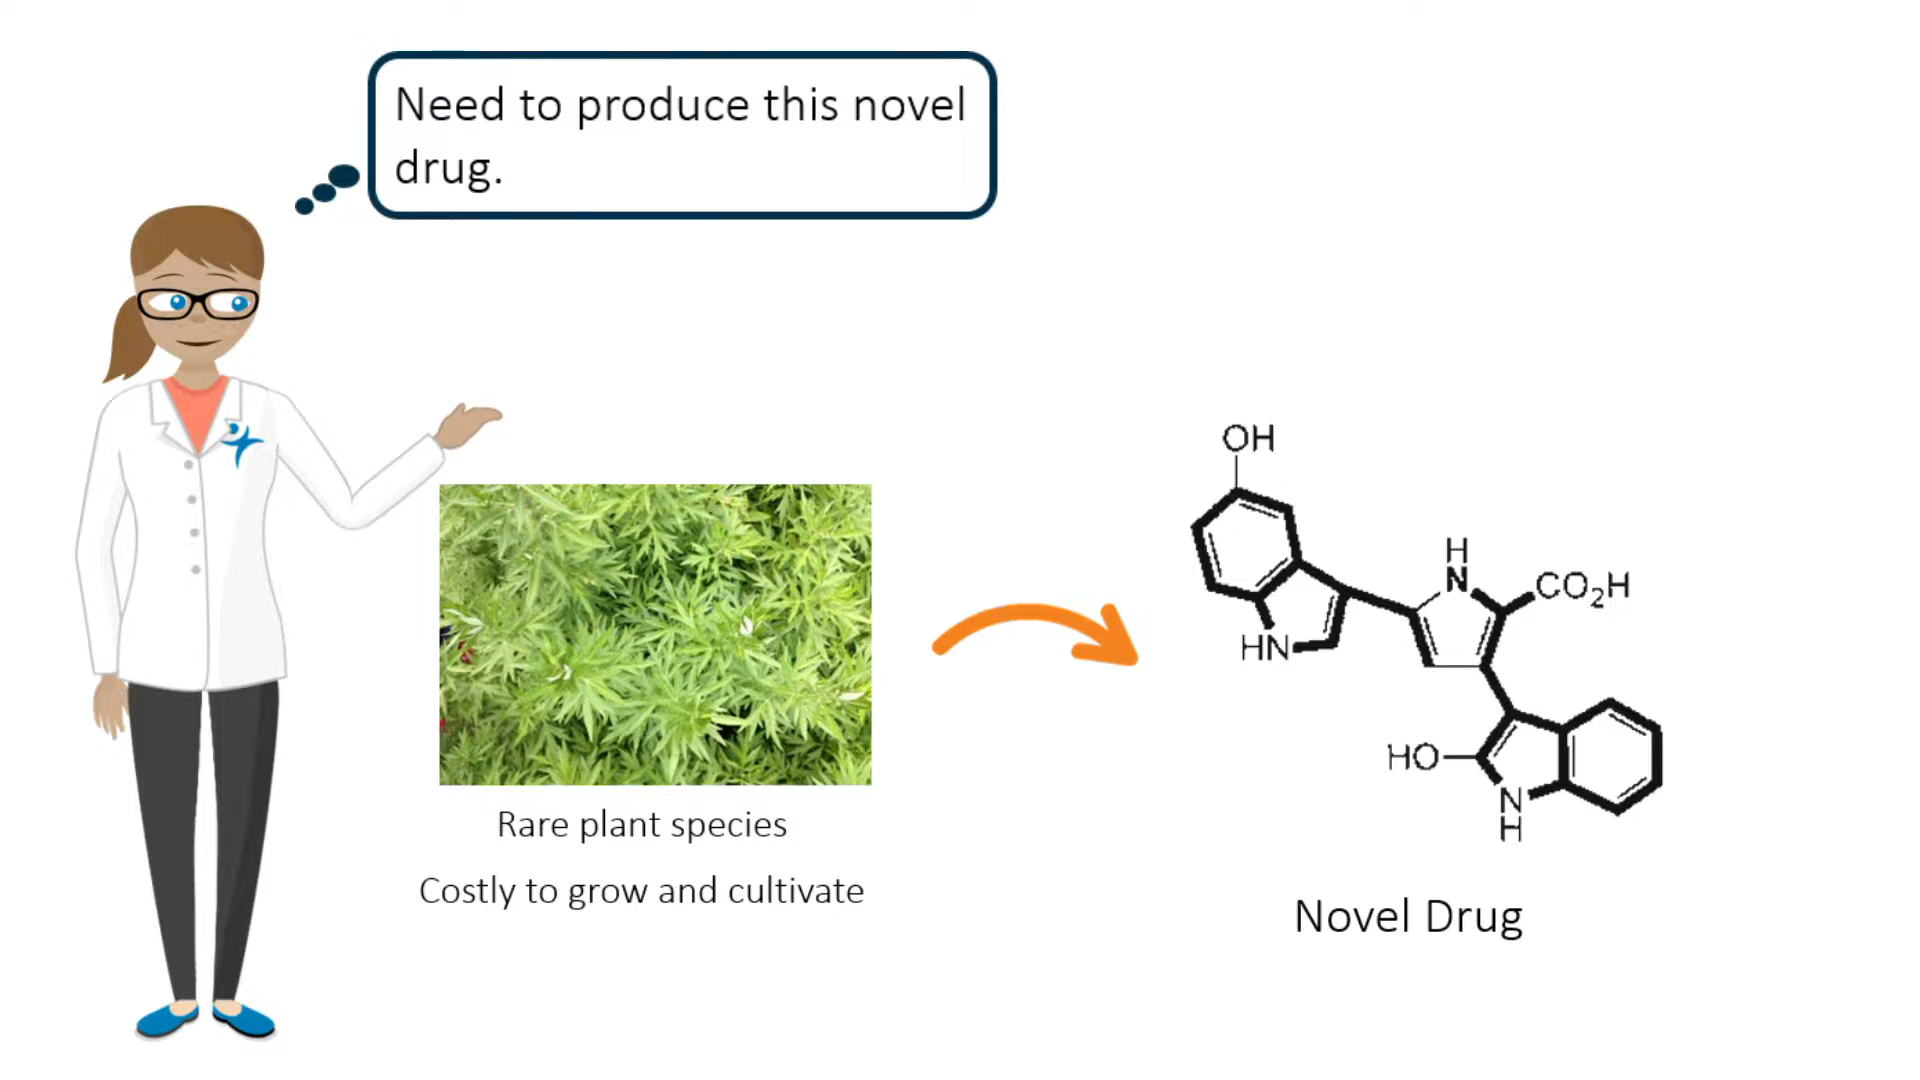 Need to produce this novel
drug.
OH
H
N
CO₂H
HN
HO
N
H
Rare plant species
Costly to grow and cultivate
Novel Drug